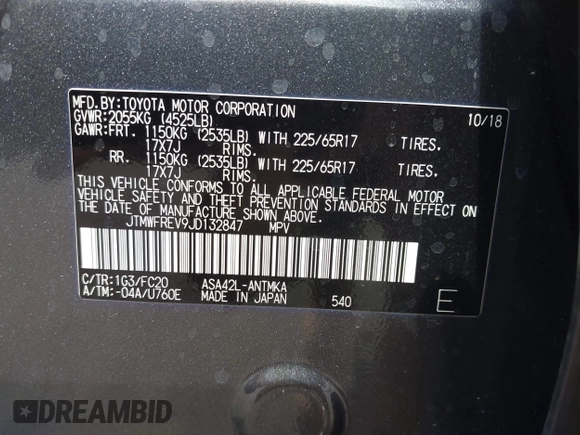 MFD.BY:TOYOTA MOTOR CORPORATION 10/18
GVWR:2055KG (4525LB)
GAWR:FRT. 1150KG (2535LB) WITH 225/65R17 TIRES.
17X7J RIMS.
RR. 1150KG (2535LB) WITH 225/65R17 TIRES.
17X7J RIMS.
THIS VEHICLE CONFORMS TO ALL APPLICABLE FEDERAL MOTOR
VEHICLE SAFETY AND THEFT PREVENTION STANDARDS IN EFFECT ON
THE DATE OF MANUFACTURE SHOWN ABOVE.
JTMWFREV9JD132847 MPV
C/TR:1G3/FC20 ASA42L-ANTMKA
A/TM:-04A/U760E MADE IN JAPAN 540 E
DREAMBID